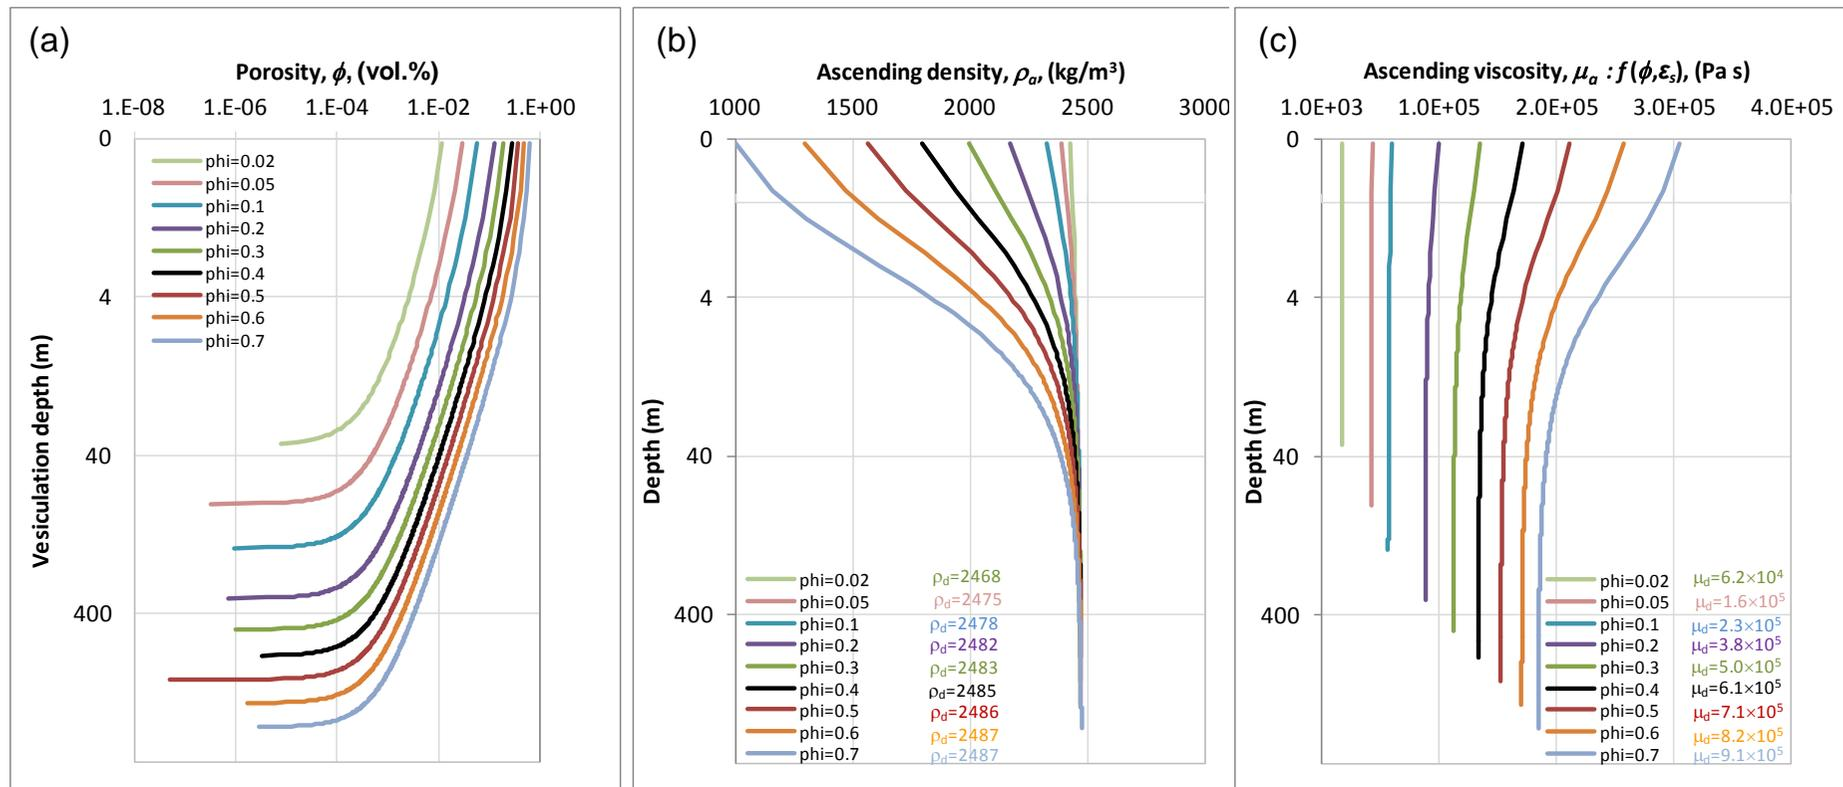 (a)
Porosity, ϕ, (vol.%)
1.E-08 1.E-06 1.E-04 1.E-02 1.E+00
0
4
40
400
Vesiculation depth (m)
phi=0.02
phi=0.05
phi=0.1
phi=0.2
phi=0.3
phi=0.4
phi=0.5
phi=0.6
phi=0.7
(b)
Ascending density, ρa, (kg/m³)
1000 1500 2000 2500 3000
0
4
40
400
Depth (m)
phi=0.02 ρd=2468
phi=0.05 ρd=2475
phi=0.1 ρd=2478
phi=0.2 ρd=2482
phi=0.3 ρd=2483
phi=0.4 ρd=2485
phi=0.5 ρd=2486
phi=0.6 ρd=2487
phi=0.7 ρd=2487
(c)
Ascending viscosity, μa : f(ϕ,εs), (Pa s)
1.0E+03 1.0E+05 2.0E+05 3.0E+05 4.0E+05
0
4
40
400
Depth (m)
phi=0.02 μd=6.2×10⁴
phi=0.05 μd=1.6×10⁵
phi=0.1 μd=2.3×10⁵
phi=0.2 μd=3.8×10⁵
phi=0.3 μd=5.0×10⁵
phi=0.4 μd=6.1×10⁵
phi=0.5 μd=7.1×10⁵
phi=0.6 μd=8.2×10⁵
phi=0.7 μd=9.1×10⁵